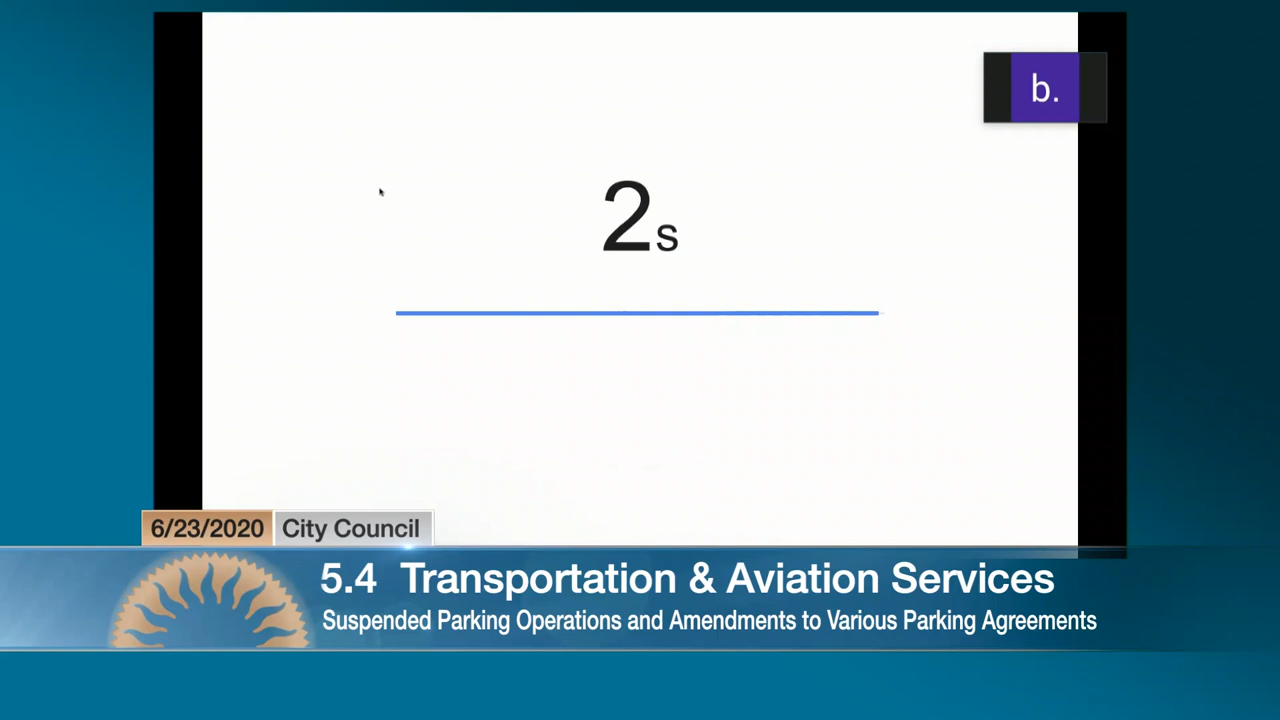 b.
2s
6/23/2020 City Council
5.4 Transportation & Aviation Services
Suspended Parking Operations and Amendments to Various Parking Agreements